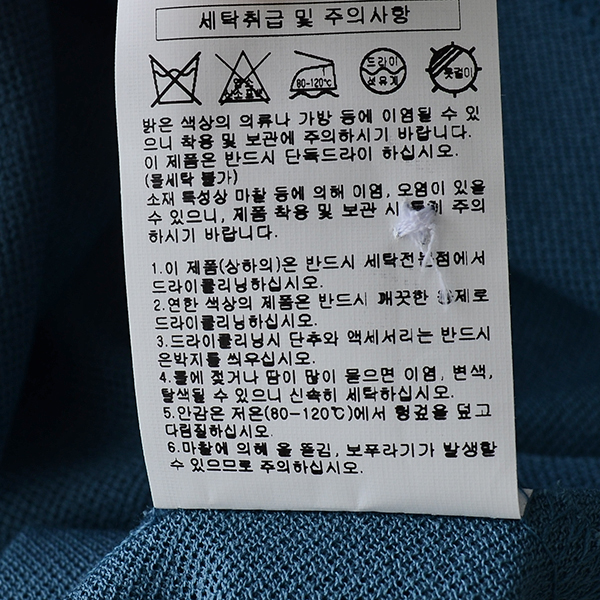 세탁취급 및 주의사항
80-120℃
드라이
석유계
옷걸이
밝은 색상의 의류나 가방 등에 이염될 수 있
으니 착용 및 보관에 주의하시기 바랍니다.
이 제품은 반드시 단독드라이 하십시오.
(물세탁 불가)
소재 특성상 마찰 등에 의해 이염, 오염이 있을
수 있으니, 제품 착용 및 보관 시 주의
하시기 바랍니다.
1.이 제품(상하의)은 반드시 세탁전문점에서
드라이클리닝하십시오.
2.연한 색상의 제품은 반드시 깨끗한 용제로
드라이클리닝하십시오.
3.드라이클리닝시 단추와 액세서리는 반드시
은박지를 씌우십시오.
4.물에 젖거나 땀이 많이 묻으면 이염, 변색,
탈색될 수 있으니 신속히 세탁하십시오.
5.안감은 저온(80-120℃)에서 헝겊을 덮고
다림질하십시오.
6.마찰에 의해 올 뜯김, 보푸라기가 발생할
수 있으므로 주의하십시오.